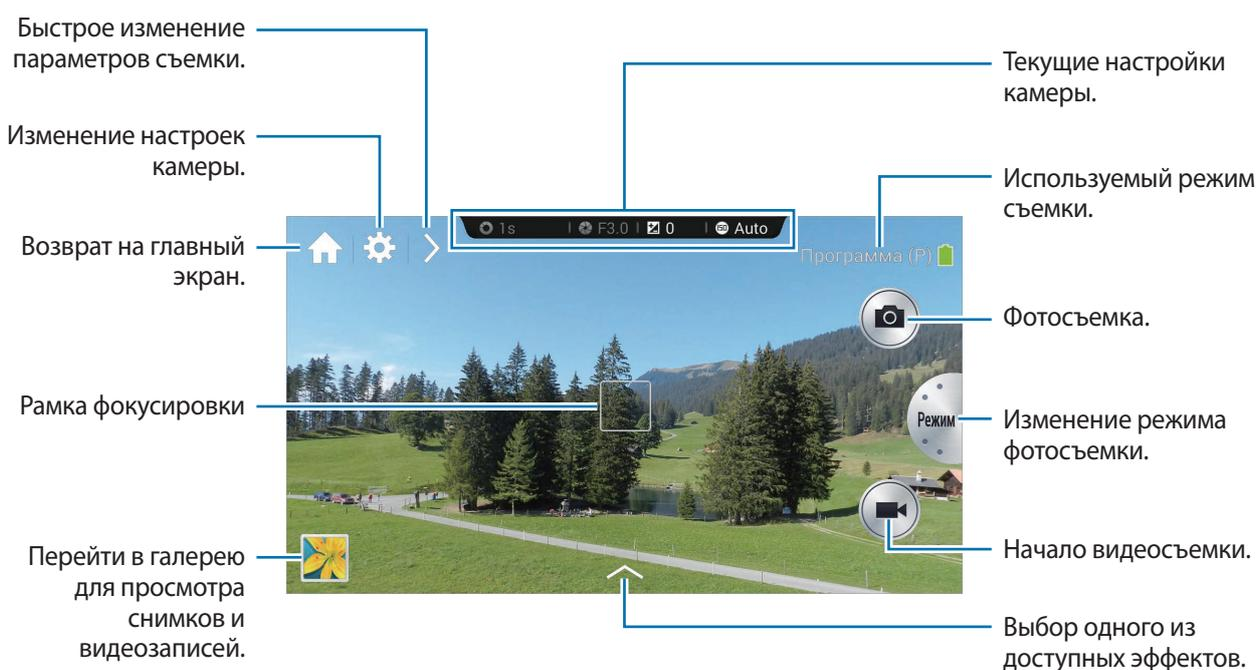 Быстрое изменение
параметров съемки.
Изменение настроек
камеры.
Возврат на главный
экран.
Рамка фокусировки
Перейти в галерею
для просмотра
снимков и
видеозаписей.
1s
F3.0
0
ISO Auto
Программа (P)
Режим
Текущие настройки
камеры.
Используемый режим
съемки.
Фотосъемка.
Изменение режима
фотосъемки.
Начало видеосъемки.
Выбор одного из
доступных эффектов.